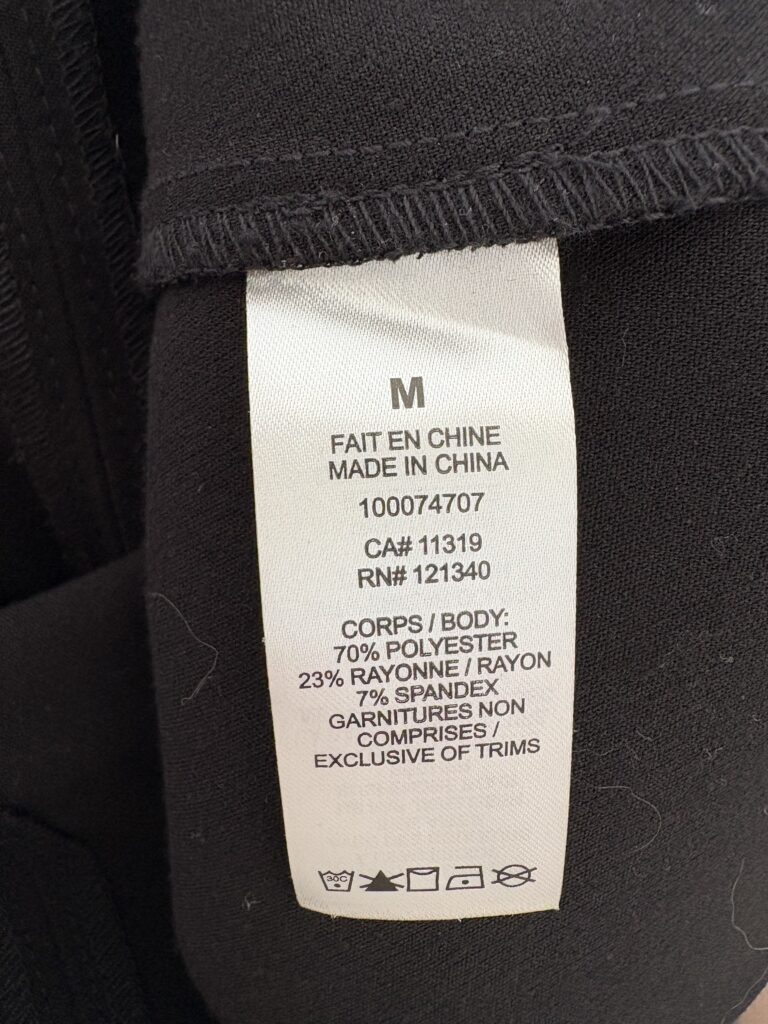 M
FAIT EN CHINE
MADE IN CHINA
100074707
CA# 11319
RN# 121340
CORPS / BODY:
70% POLYESTER
23% RAYONNE / RAYON
7% SPANDEX
GARNITURES NON
COMPRISES /
EXCLUSIVE OF TRIMS
30C